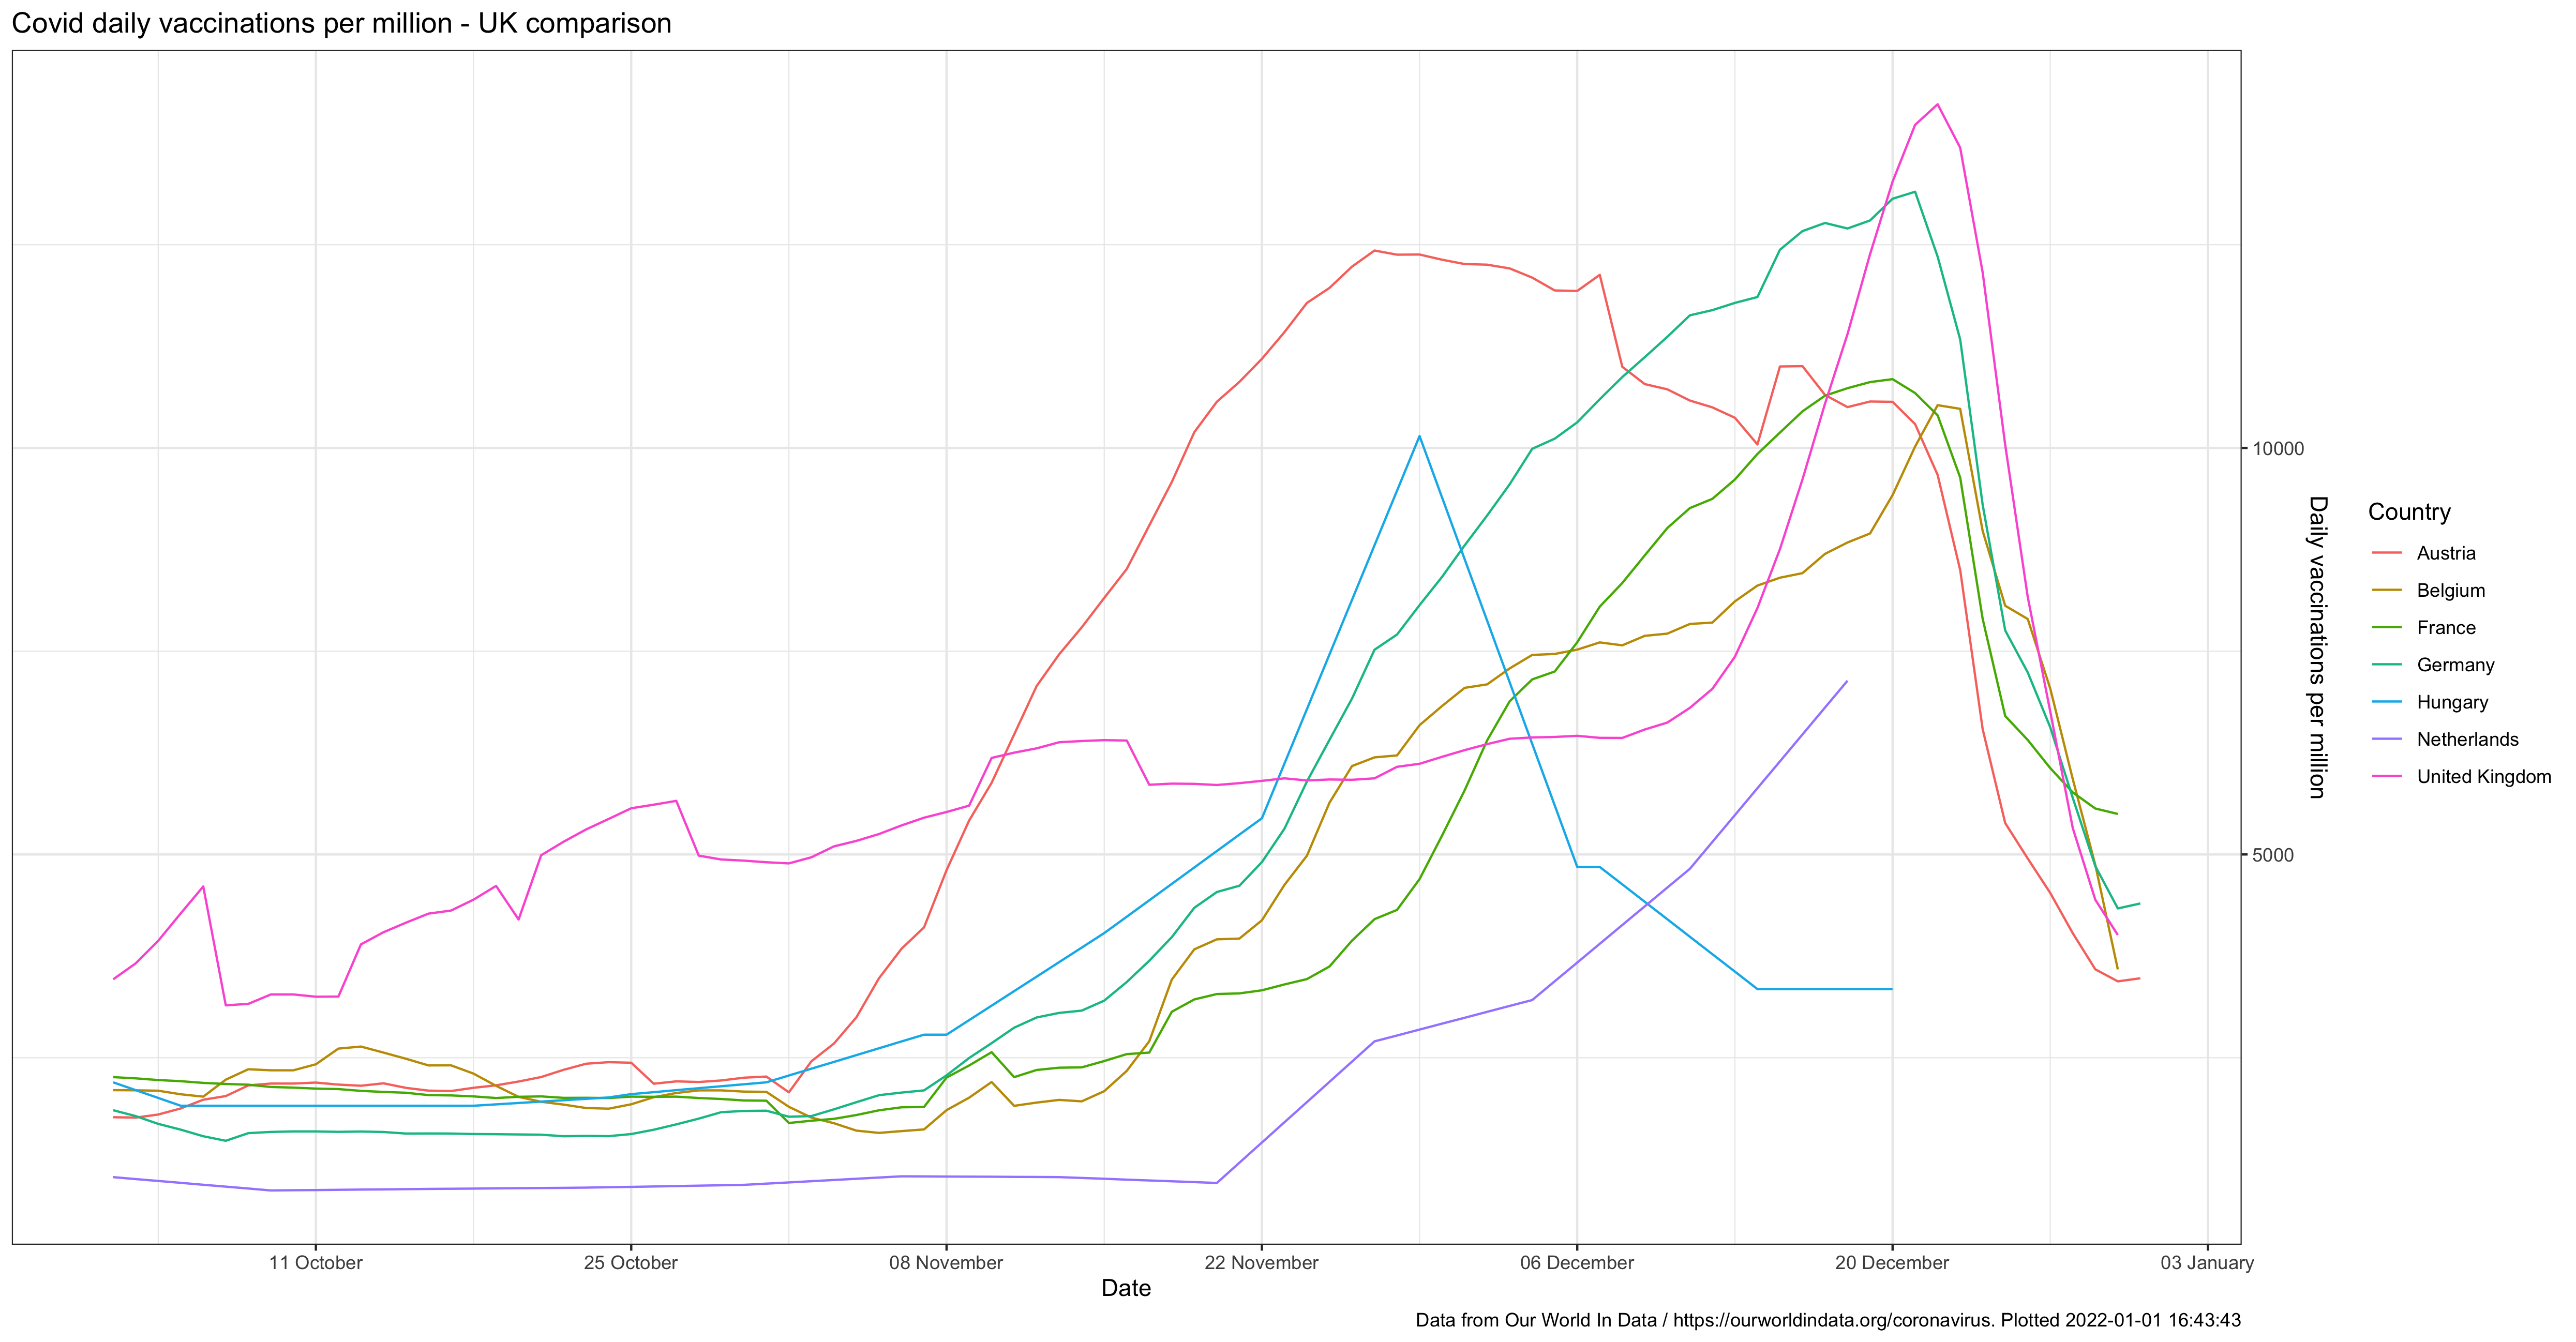 Covid daily vaccinations per million - UK comparison
10000
5000
Daily vaccinations per million
Country
Austria
Belgium
France
Germany
Hungary
Netherlands
United Kingdom
11 October
25 October
08 November
22 November
06 December
20 December
03 January
Date
Data from Our World In Data / https://ourworldindata.org/coronavirus. Plotted 2022-01-01 16:43:43